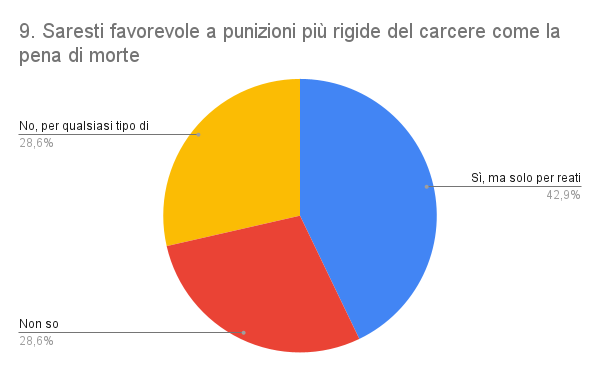 9. Saresti favorevole a punizioni più rigide del carcere come la
pena di morte
No, per qualsiasi tipo di
28,6%
Sì, ma solo per reati
42,9%
Non so
28,6%